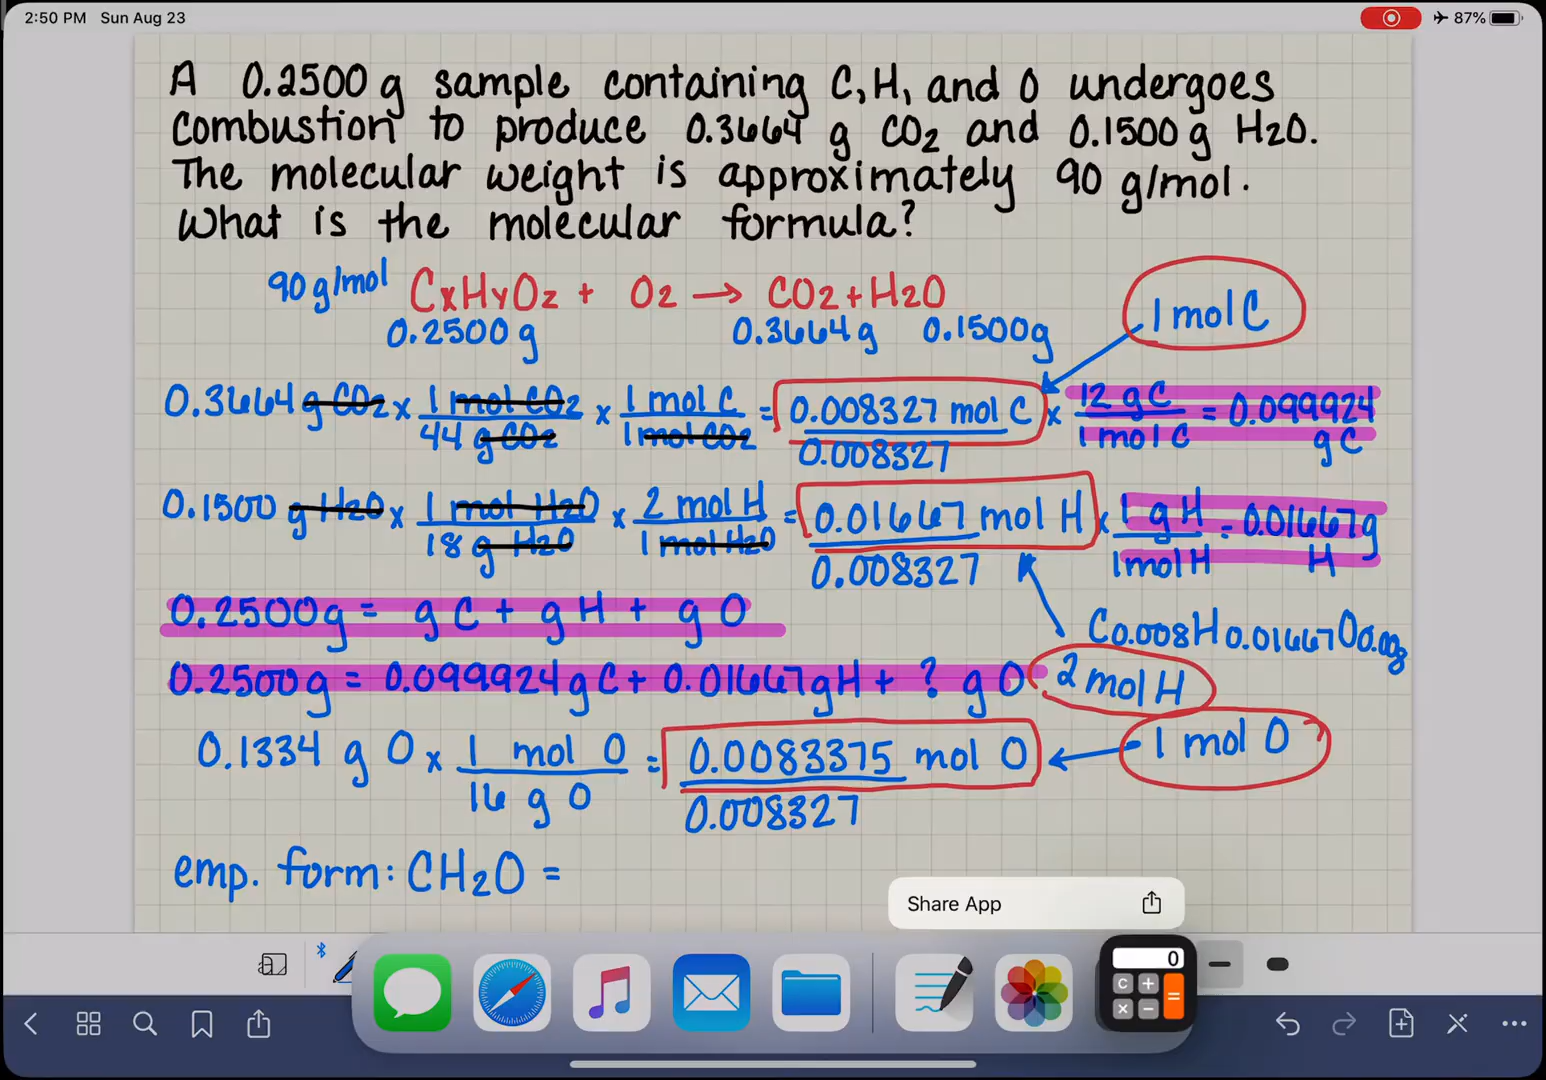 2:50 PM Sun Aug 23
87%
A 0.2500 g sample containing C, H, and O undergoes
combustion to produce 0.3664 g CO2 and 0.1500 g H2O.
The molecular weight is approximately 90 g/mol.
What is the molecular formula?
90 g/mol CxHyOz + O2 → CO2 + H2O
0.2500 g 0.3664 g 0.1500 g
1 mol C
0.3664 g CO2 x 1 mol CO2 / 44 g CO2 x 1 mol C / 1 mol CO2 = 0.008327 mol C x 12 g C / 1 mol C = 0.099924 g C
0.008327
0.1500 g H2O x 1 mol H2O / 18 g H2O x 2 mol H / 1 mol H2O = 0.01667 mol H x 1 g H / 1 mol H = 0.01667 g H
0.008327
0.2500 g = g C + g H + g O
C0.008H0.01667O0.008
0.2500 g = 0.099924 g C + 0.01667 g H + ? g O
2 mol H
0.1334 g O x 1 mol O / 16 g O = 0.0083375 mol O
1 mol O
0.008327
emp. form: CH2O =
Share App
0
C +
× − =